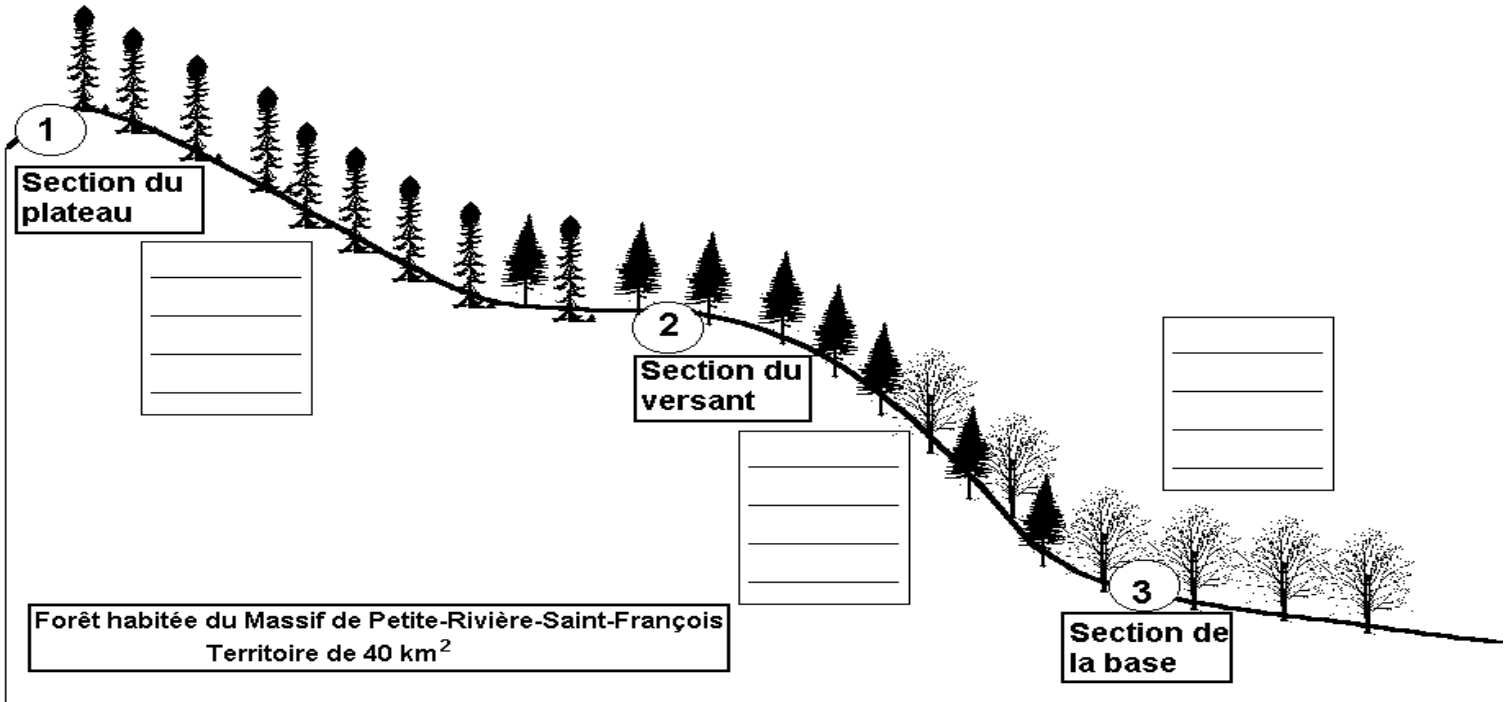 1
Section du
plateau
2
Section du
versant
3
Section de
la base
Forêt habitée du Massif de Petite-Rivière-Saint-François
Territoire de 40 km²